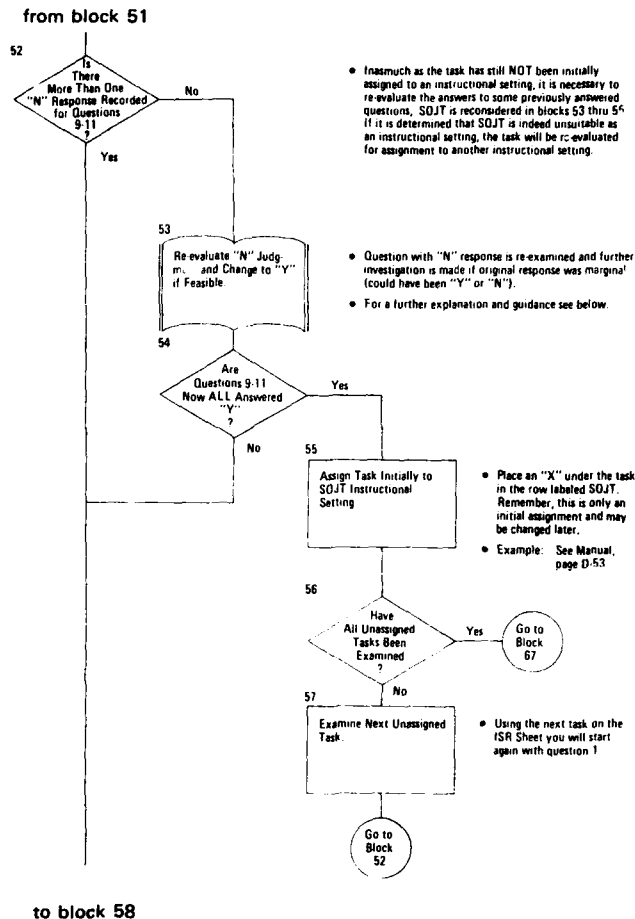 from block 51
52
Is
There
More Than One
"N" Response Recorded
for Questions
9-11
?
No
Yes
• Inasmuch as the task has still NOT been initially
assigned to an instructional setting, it is necessary to
re-evaluate the answers to some previously answered
questions, SOJT is reconsidered in blocks 53 thru 55
If it is determined that SOJT is indeed unsuitable as
an instructional setting, the task will be re-evaluated
for assignment to another instructional setting.
53
Re-evaluate "N" Judg-
and Change to "Y"
if Feasible.
• Question with "N" response is re-examined and further
investigation is made if original response was marginal
(could have been "Y" or "N").
• For a further explanation and guidance see below.
54
Are
Questions 9-11
Now ALL Answered
"Y"
?
Yes
No
55
Assign Task Initially to
SOJT Instructional
Setting
• Place an "X" under the task
in the row labeled SOJT.
Remember, this is only an
initial assignment and may
be changed later.
• Example: See Manual,
page D-53
56
Have
All Unassigned
Tasks Been
Examined
?
Yes
Go to
Block
67
No
57
Examine Next Unassigned
Task.
• Using the next task on the
ISR Sheet you will start
again with question 1
Go to
Block
52
to block 58